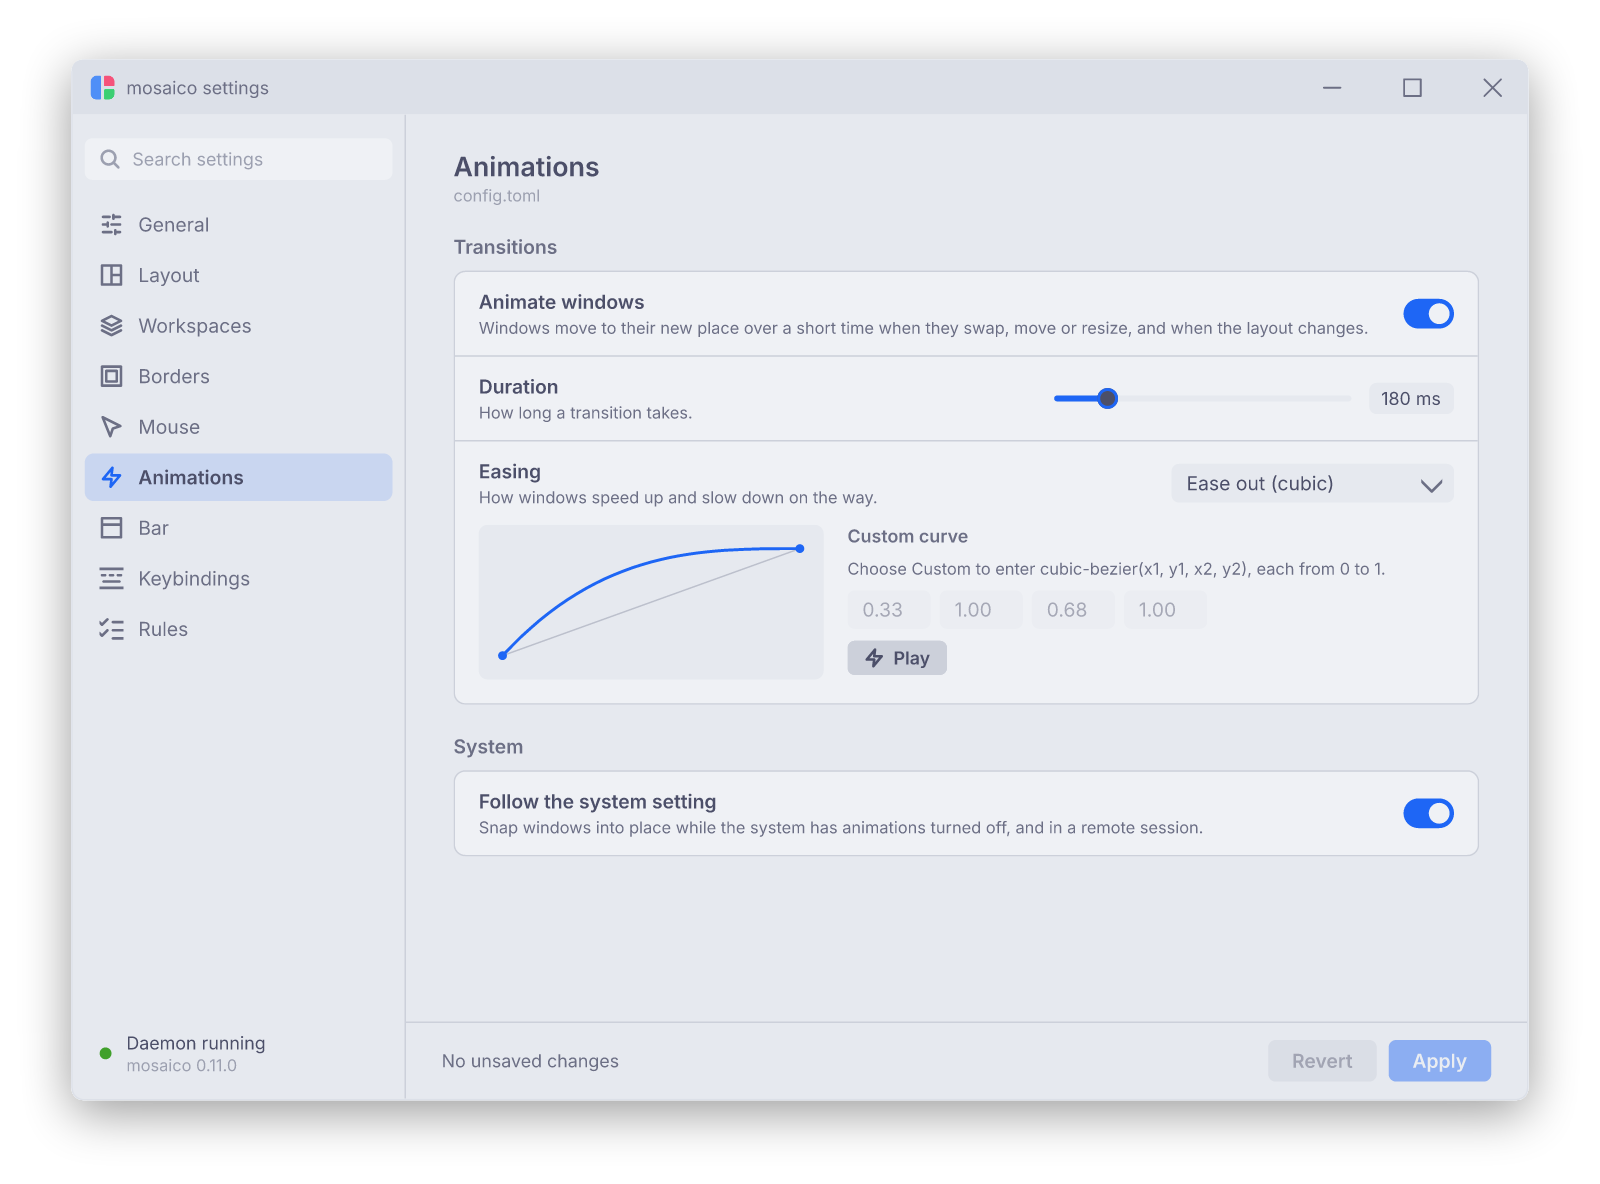 mosaico settings
Search settings
General
Layout
Workspaces
Borders
Mouse
Animations
Bar
Keybindings
Rules
Daemon running
mosaico 0.11.0
Animations
config.toml
Transitions
Animate windows
Windows move to their new place over a short time when they swap, move or resize, and when the layout changes.
Duration
How long a transition takes.
180 ms
Easing
How windows speed up and slow down on the way.
Ease out (cubic)
Custom curve
Choose Custom to enter cubic-bezier(x1, y1, x2, y2), each from 0 to 1.
0.33 1.00 0.68 1.00
Play
System
Follow the system setting
Snap windows into place while the system has animations turned off, and in a remote session.
No unsaved changes
Revert Apply